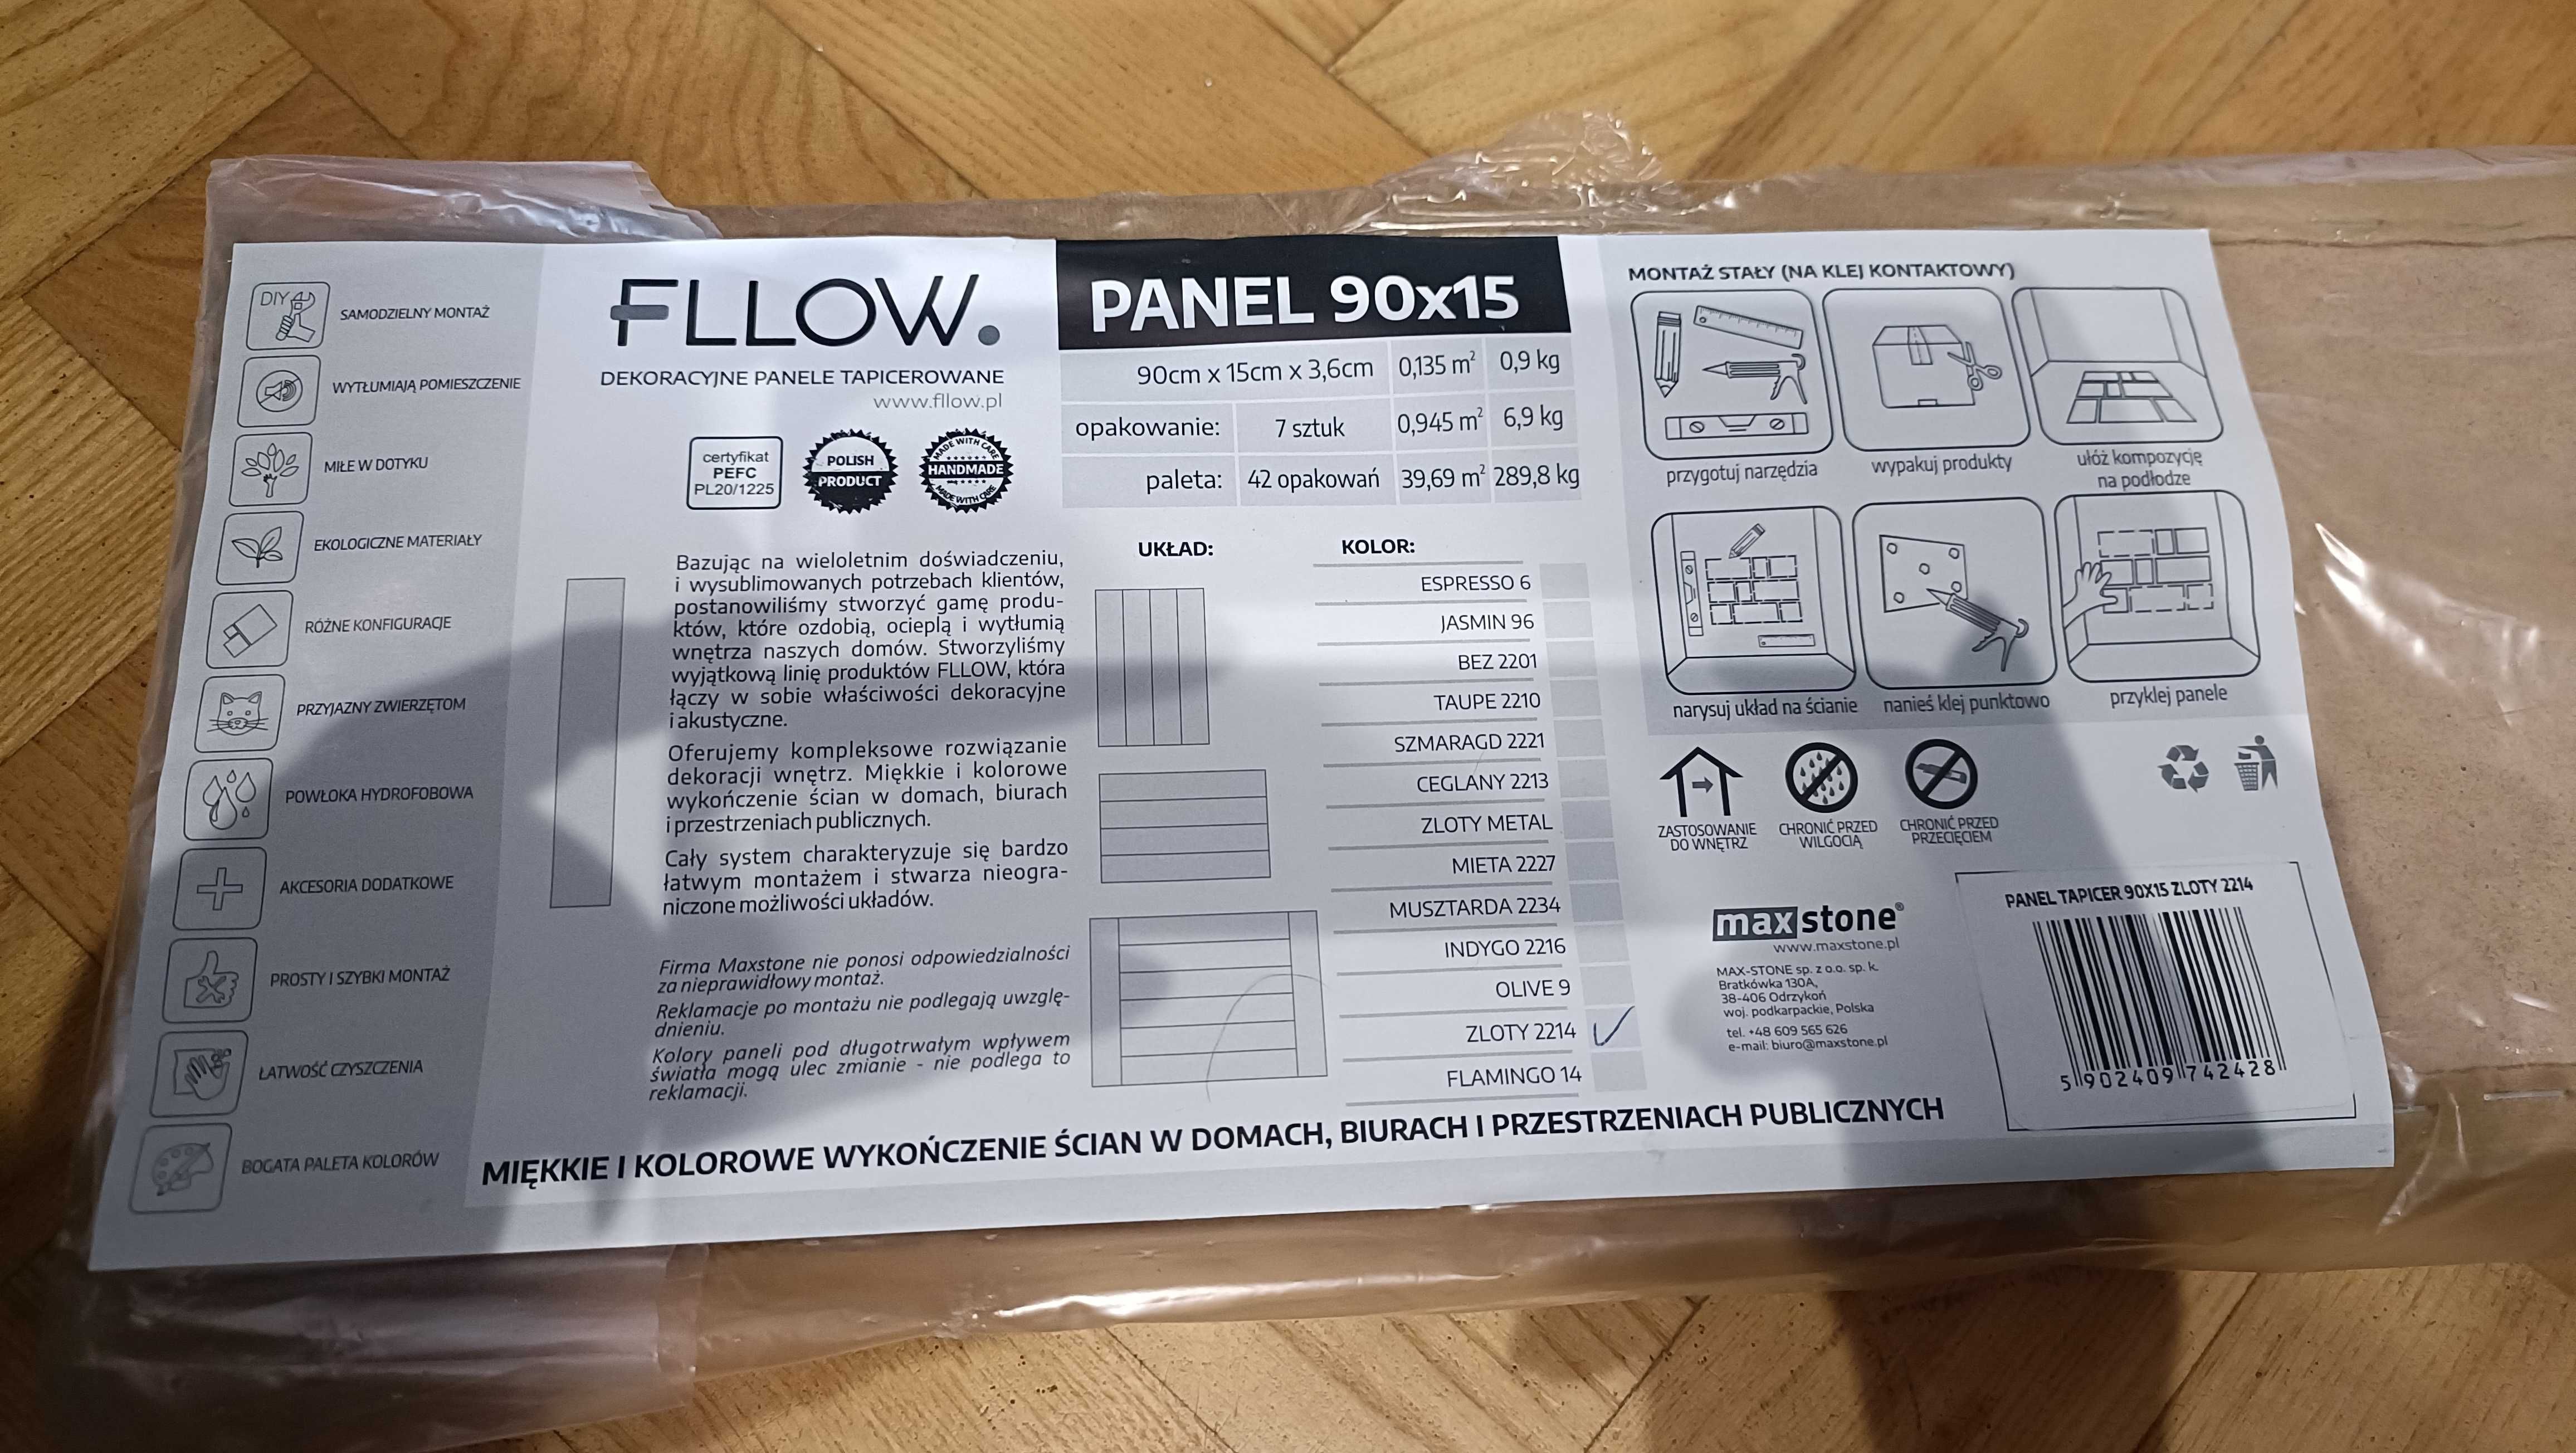 DIY
SAMODZIELNY MONTAŻ
WYTŁUMIAJĄ POMIESZCZENIE
MIŁE W DOTYKU
EKOLOGICZNE MATERIAŁY
RÓŻNE KONFIGURACJE
PRZYJAZNY ZWIERZĘTOM
POWŁOKA HYDROFOBOWA
AKCESORIA DODATKOWE
PROSTY I SZYBKI MONTAŻ
ŁATWOŚĆ CZYSZCZENIA
BOGATA PALETA KOLORÓW
FLLOW.
DEKORACYJNE PANELE TAPICEROWANE
www.fllow.pl
certyfikat
PEFC
PL20/1225
POLISH
PRODUCT
MADE WITH CARE
HANDMADE
MADE WITH CARE
Bazując na wieloletnim doświadczeniu,
i wysublimowanych potrzebach klientów,
postanowiliśmy stworzyć gamę produ-
któw, które ozdobią, ocieplą i wytłumią
wnętrza naszych domów. Stworzyliśmy
wyjątkową linię produktów FLLOW, która
łączy w sobie właściwości dekoracyjne
i akustyczne.
Oferujemy kompleksowe rozwiązanie
dekoracji wnętrz. Miękkie i kolorowe
wykończenie ścian w domach, biurach
i przestrzeniach publicznych.
Cały system charakteryzuje się bardzo
łatwym montażem i stwarza nieogra-
niczone możliwości układów.
Firma Maxstone nie ponosi odpowiedzialności
za nieprawidłowy montaż.
Reklamacje po montażu nie podlegają uwzglę-
dnieniu.
Kolory paneli pod długotrwałym wpływem
światła mogą ulec zmianie - nie podlega to
reklamacji.
PANEL 90x15
90cm x 15cm x 3,6cm 0,135 m² 0,9 kg
opakowanie: 7 sztuk 0,945 m² 6,9 kg
paleta: 42 opakowań 39,69 m² 289,8 kg
UKŁAD:
KOLOR:
ESPRESSO 6
JASMIN 96
BEZ 2201
TAUPE 2210
SZMARAGD 2221
CEGLANY 2213
ZLOTY METAL
MIETA 2227
MUSZTARDA 2234
INDYGO 2216
OLIVE 9
ZLOTY 2214 ✓
FLAMINGO 14
MIĘKKIE I KOLOROWE WYKOŃCZENIE ŚCIAN W DOMACH, BIURACH I PRZESTRZENIACH PUBLICZNYCH
MONTAŻ STAŁY (NA KLEJ KONTAKTOWY)
przygotuj narzędzia
wypakuj produkty
ułóż kompozycję
na podłodze
narysuj układ na ścianie
nanieś klej punktowo
przyklej panele
ZASTOSOWANIE
DO WNĘTRZ
CHRONIĆ PRZED
WILGOCIĄ
CHRONIĆ PRZED
PRZECIĘCIEM
maxstone®
www.maxstone.pl
MAX-STONE sp. z o.o. sp. k.
Bratkówka 130A,
38-406 Odrzykoń
woj. podkarpackie, Polska
tel. +48 609 565 626
e-mail: biuro@maxstone.pl
PANEL TAPICER 90X15 ZLOTY 2214
5 902409 742428